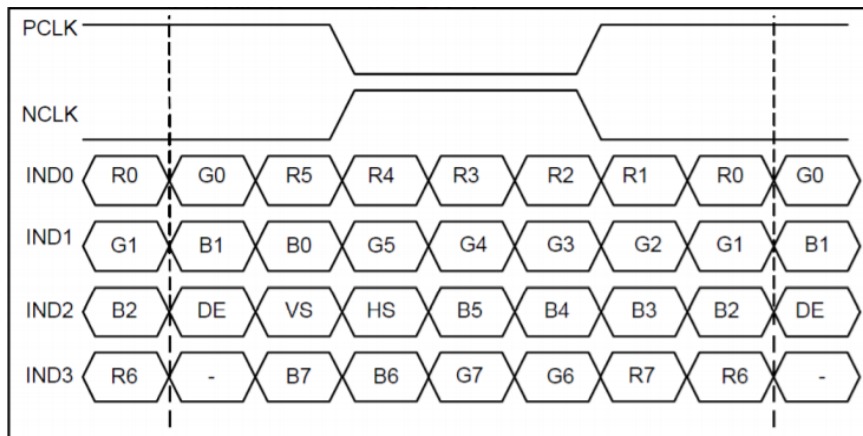 PCLK
NCLK
IND0 R0 G0 R5 R4 R3 R2 R1 R0 G0
IND1 G1 B1 B0 G5 G4 G3 G2 G1 B1
IND2 B2 DE VS HS B5 B4 B3 B2 DE
IND3 R6 - B7 B6 G7 G6 R7 R6 -